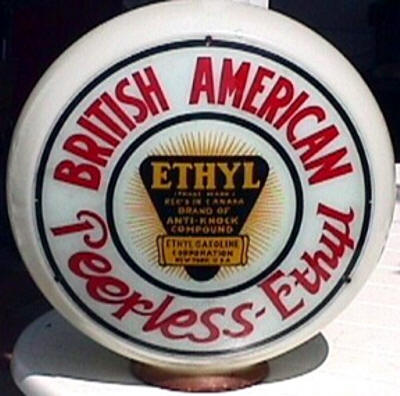 BRITISH AMERICAN
ETHYL
(TRADE MARK)
REG'D IN CANADA
BRAND OF
ANTI-KNOCK
COMPOUND
ETHYL GASOLINE
CORPORATION
NEW YORK U.S.A
Peerless-Ethyl